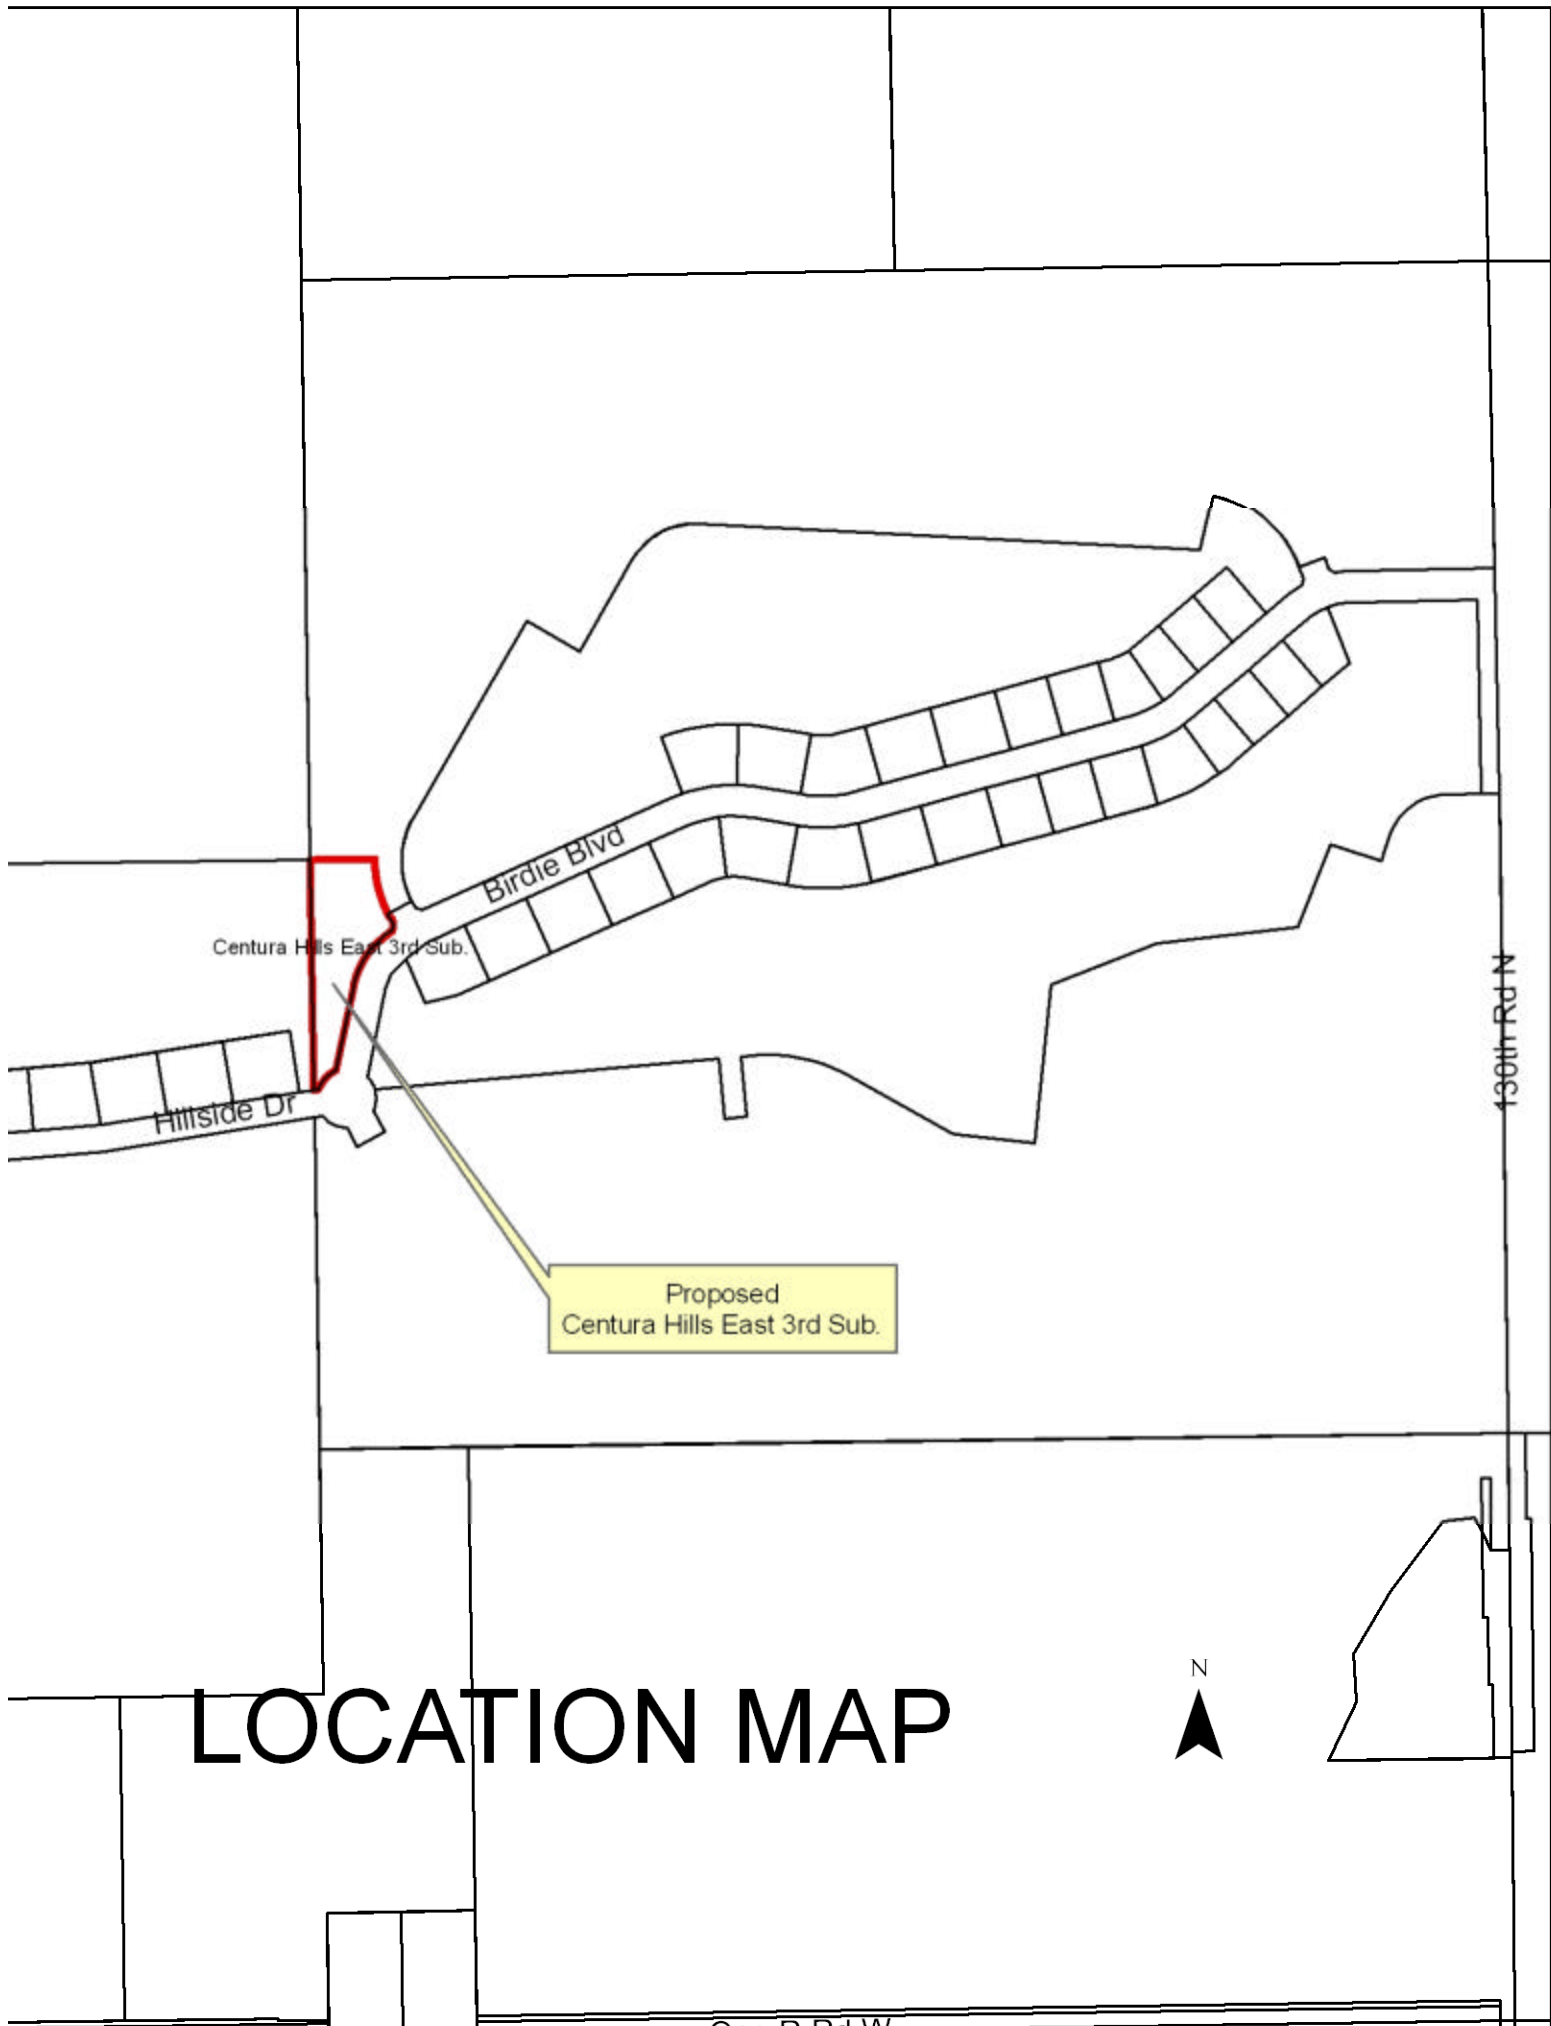 Birdie Blvd
Centura Hills East 3rd Sub.
130th Rd N
Hillside Dr
Proposed
Centura Hills East 3rd Sub.
N
LOCATION MAP
Rd W